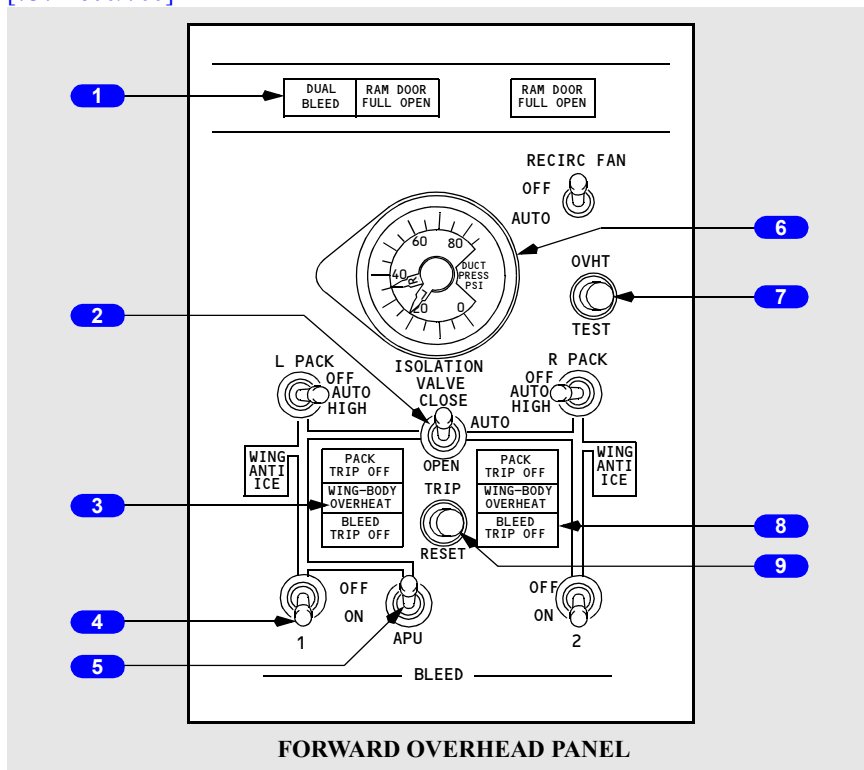 1
DUAL BLEED
RAM DOOR FULL OPEN
RAM DOOR FULL OPEN
RECIRC FAN
OFF
AUTO
6
60
80
40
20
0
R
L
DUCT PRESS PSI
OVHT
7
TEST
2
L PACK
OFF
AUTO
HIGH
ISOLATION
VALVE
CLOSE
AUTO
OPEN
R PACK
OFF
AUTO
HIGH
WING
ANTI
ICE
PACK
TRIP OFF
WING-BODY
OVERHEAT
BLEED
TRIP OFF
3
TRIP
RESET
PACK
TRIP OFF
WING-BODY
OVERHEAT
BLEED
TRIP OFF
WING
ANTI
ICE
8
9
4
OFF
ON
1
5
APU
OFF
ON
2
BLEED
FORWARD OVERHEAD PANEL